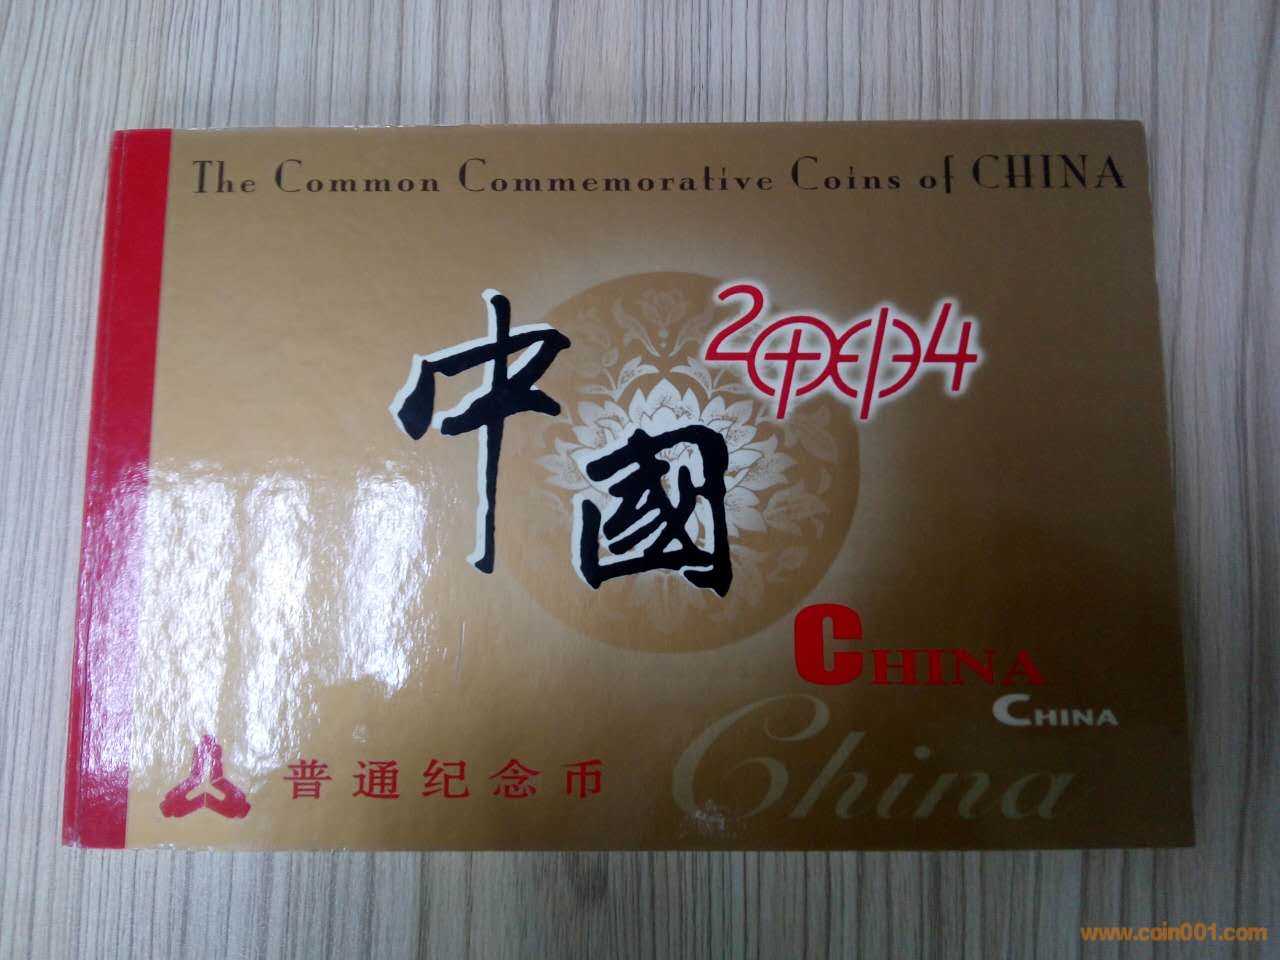 The Common Commemorative Coins of CHINA
2004
中國
CHINA
CHINA
China
普通纪念币
www.coin001.com